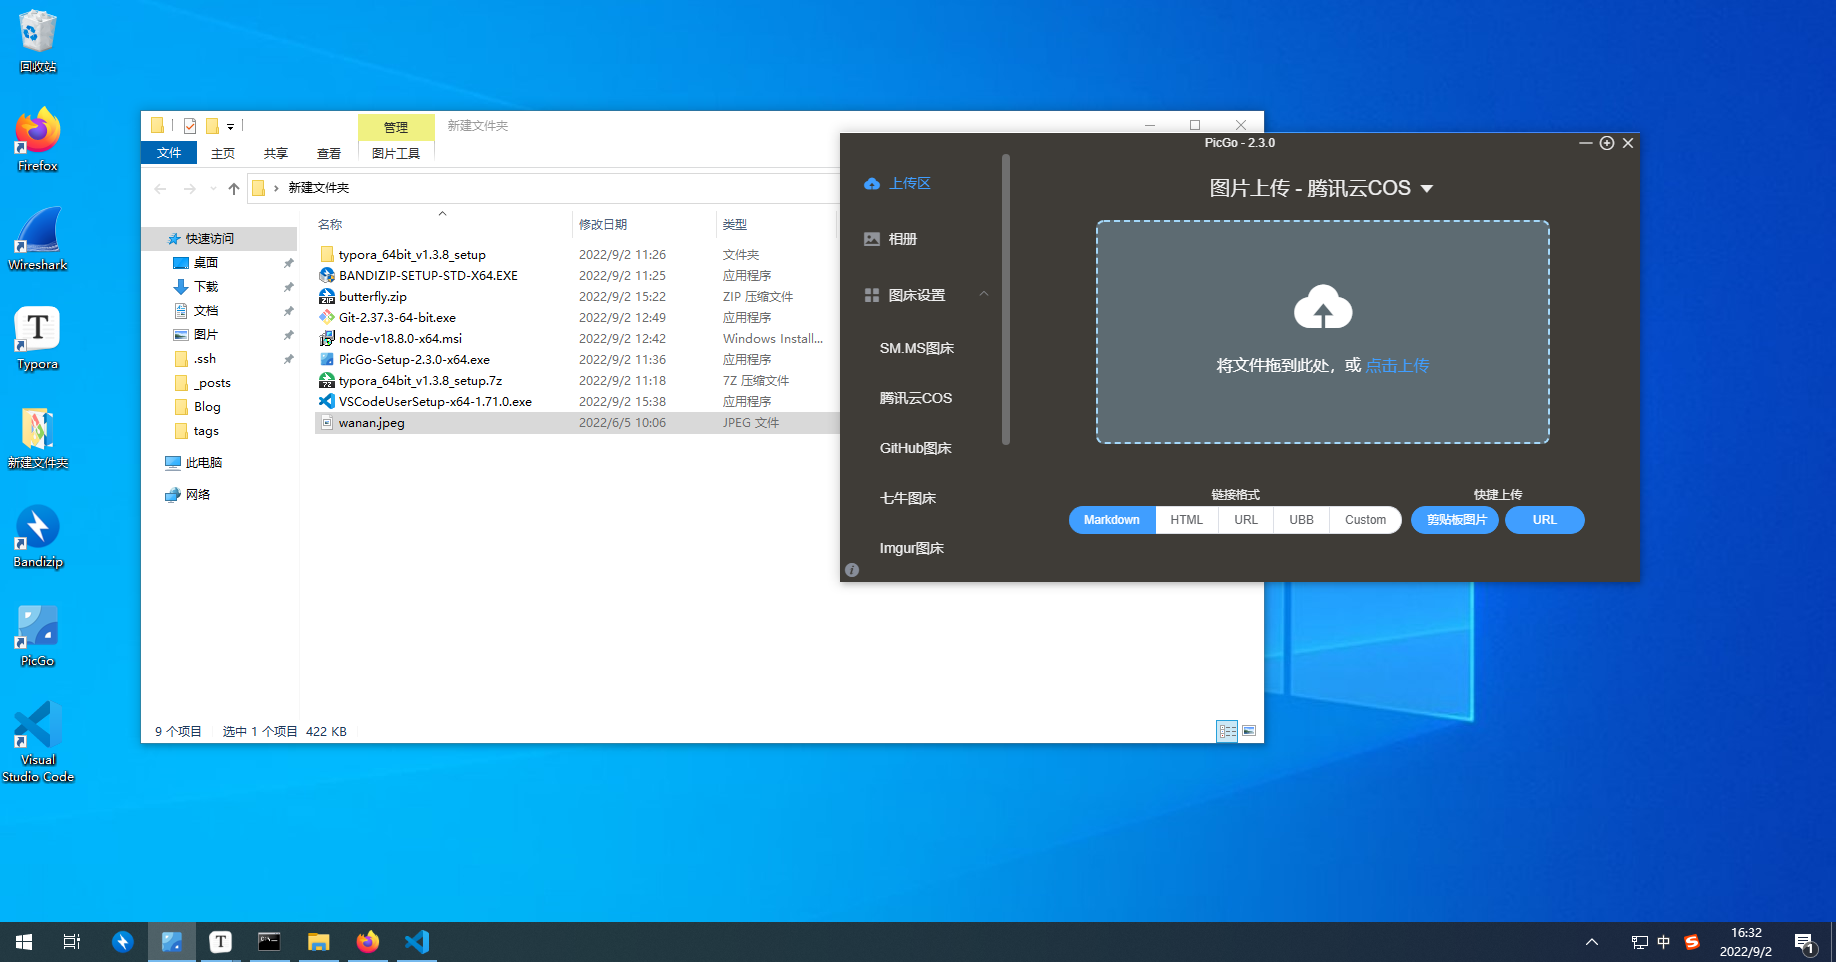 回收站
Firefox
Wireshark
Typora
新建文件夹
Bandizip
PicGo
Visual
Studio Code
管理
新建文件夹
文件
主页
共享
查看
图片工具
新建文件夹
名称
修改日期
类型
快速访问
桌面
下载
文档
图片
.ssh
_posts
Blog
tags
此电脑
网络
typora_64bit_v1.3.8_setup 2022/9/2 11:26 文件夹
BANDIZIP-SETUP-STD-X64.EXE 2022/9/2 11:25 应用程序
butterfly.zip 2022/9/2 15:22 ZIP 压缩文件
Git-2.37.3-64-bit.exe 2022/9/2 12:49 应用程序
node-v18.8.0-x64.msi 2022/9/2 12:42 Windows Install...
PicGo-Setup-2.3.0-x64.exe 2022/9/2 11:36 应用程序
typora_64bit_v1.3.8_setup.7z 2022/9/2 11:18 7Z 压缩文件
VSCodeUserSetup-x64-1.71.0.exe 2022/9/2 15:38 应用程序
wanan.jpeg 2022/6/5 10:06 JPEG 文件
9 个项目 选中 1 个项目 422 KB
PicGo - 2.3.0
上传区
相册
图床设置
SM.MS图床
腾讯云COS
GitHub图床
七牛图床
Imgur图床
图片上传 - 腾讯云COS
将文件拖到此处，或 点击上传
链接格式
快捷上传
Markdown HTML URL UBB Custom
剪贴板图片 URL
中
16:32
2022/9/2
1